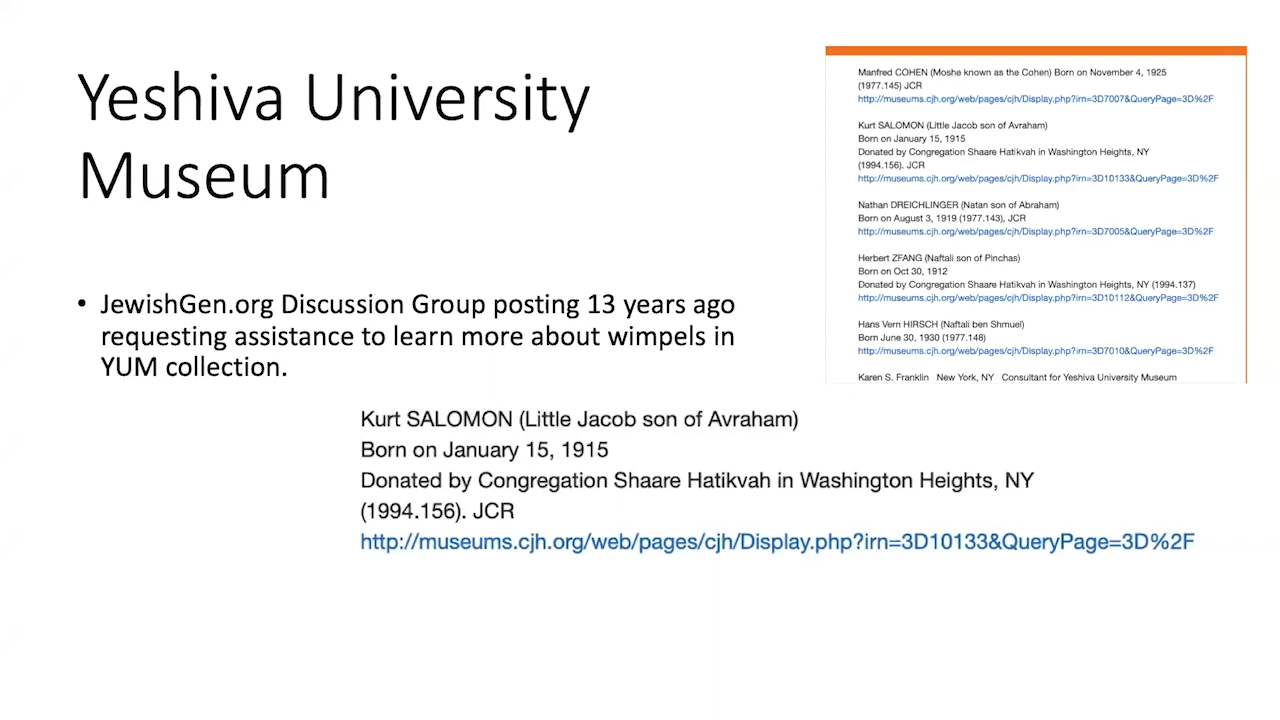 Yeshiva University
Museum
• JewishGen.org Discussion Group posting 13 years ago
requesting assistance to learn more about wimpels in
YUM collection.
Manfred COHEN (Moshe known as the Cohen) Born on November 4, 1925
(1977.145) JCR
http://museums.cjh.org/web/pages/cjh/Display.php?irn=3D7007&QueryPage=3D%2F
Kurt SALOMON (Little Jacob son of Avraham)
Born on January 15, 1915
Donated by Congregation Shaare Hatikvah in Washington Heights, NY
(1994.156). JCR
http://museums.cjh.org/web/pages/cjh/Display.php?irn=3D10133&QueryPage=3D%2F
Nathan DREICHLINGER (Natan son of Abraham)
Born on August 3, 1919 (1977.143), JCR
http://museums.cjh.org/web/pages/cjh/Display.php?irn=3D7005&QueryPage=3D%2F
Herbert ZFANG (Naftali son of Pinchas)
Born on Oct 30, 1912
Donated by Congregation Shaare Hatikvah in Washington Heights, NY (1994.137)
http://museums.cjh.org/web/pages/cjh/Display.php?irn=3D10112&QueryPage=3D%2F
Hans Vern HIRSCH (Naftali ben Shmuel)
Born June 30, 1930 (1977.148)
http://museums.cjh.org/web/pages/cjh/Display.php?irn=3D7010&QueryPage=3D%2F
Karen S. Franklin New York, NY Consultant for Yeshiva University Museum
Kurt SALOMON (Little Jacob son of Avraham)
Born on January 15, 1915
Donated by Congregation Shaare Hatikvah in Washington Heights, NY
(1994.156). JCR
http://museums.cjh.org/web/pages/cjh/Display.php?irn=3D10133&QueryPage=3D%2F